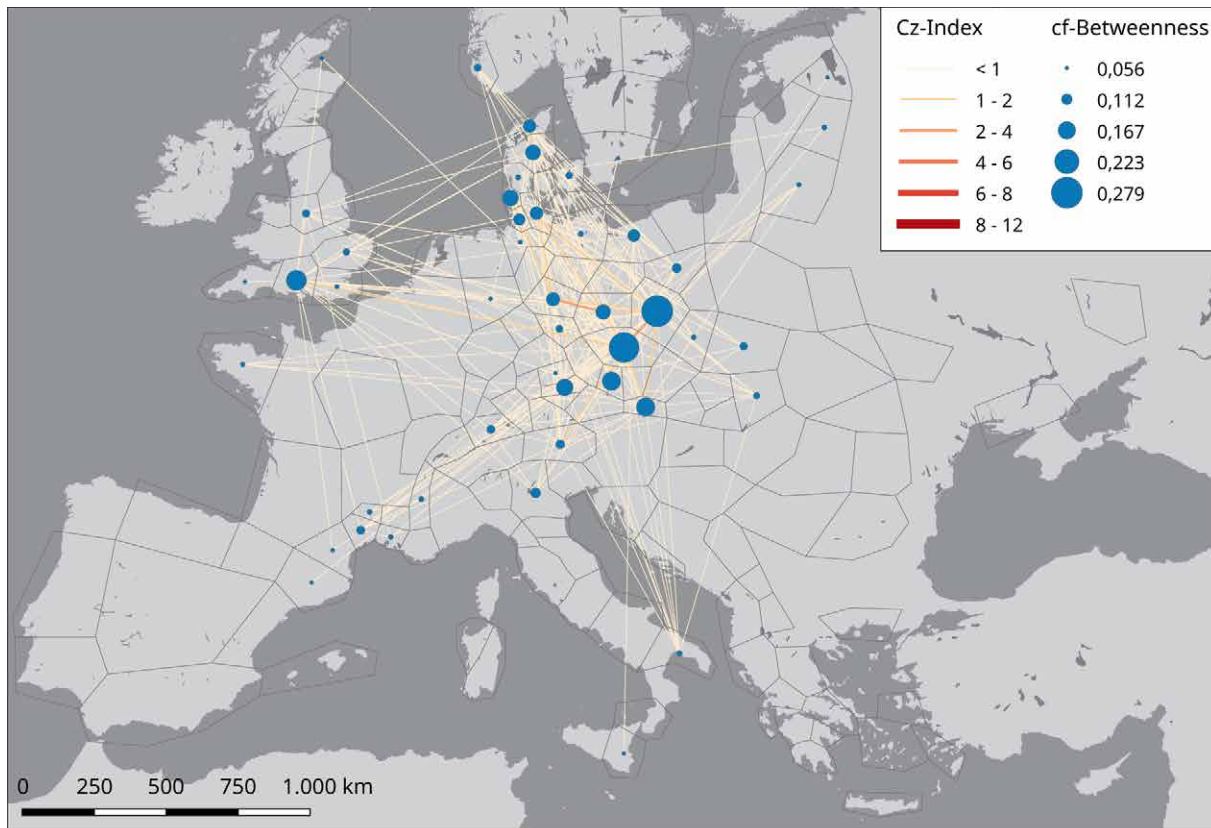 Cz-Index
cf-Betweenness
< 1
0,056
1 - 2
0,112
2 - 4
0,167
4 - 6
0,223
6 - 8
0,279
8 - 12
0 250 500 750 1.000 km